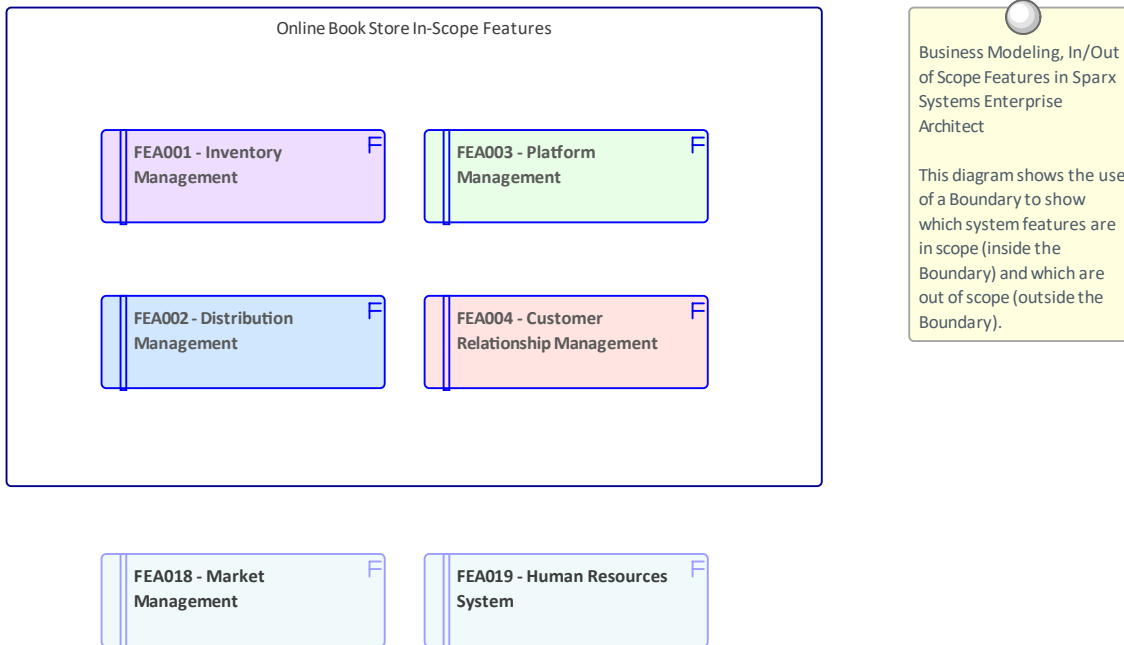 Online Book Store In-Scope Features
FEA001 - Inventory
Management
F
FEA003 - Platform
Management
F
FEA002 - Distribution
Management
F
FEA004 - Customer
Relationship Management
F
FEA018 - Market
Management
F
FEA019 - Human Resources
System
F
Business Modeling, In/Out
of Scope Features in Sparx
Systems Enterprise
Architect
This diagram shows the use
of a Boundary to show
which system features are
in scope (inside the
Boundary) and which are
out of scope (outside the
Boundary).